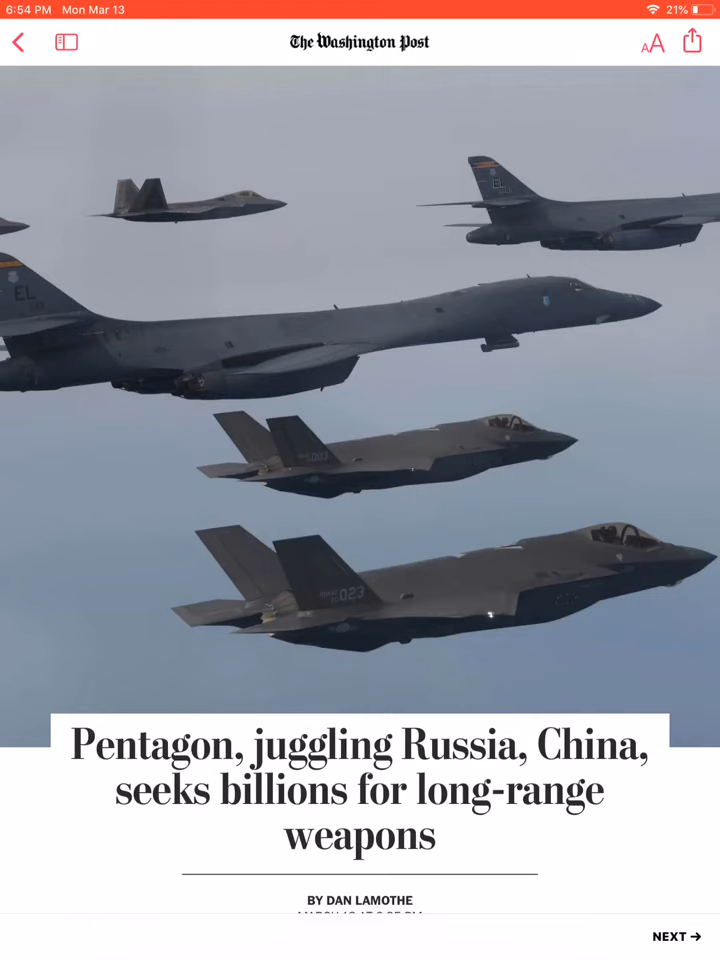 6:54 PM Mon Mar 13 21%
The Washington Post
AA
EL
EL
023
Pentagon, juggling Russia, China,
seeks billions for long-range
weapons
BY DAN LAMOTHE
NEXT →